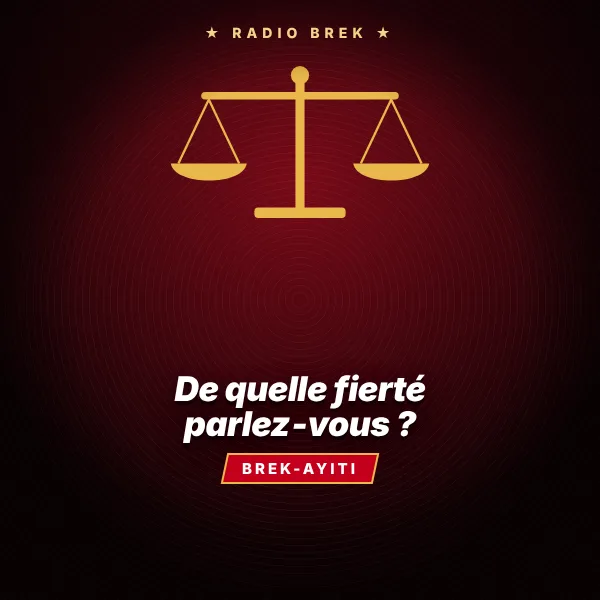 ★ RADIO BREK ★
De quelle fierté
parlez-vous ?
BREK-AYITI